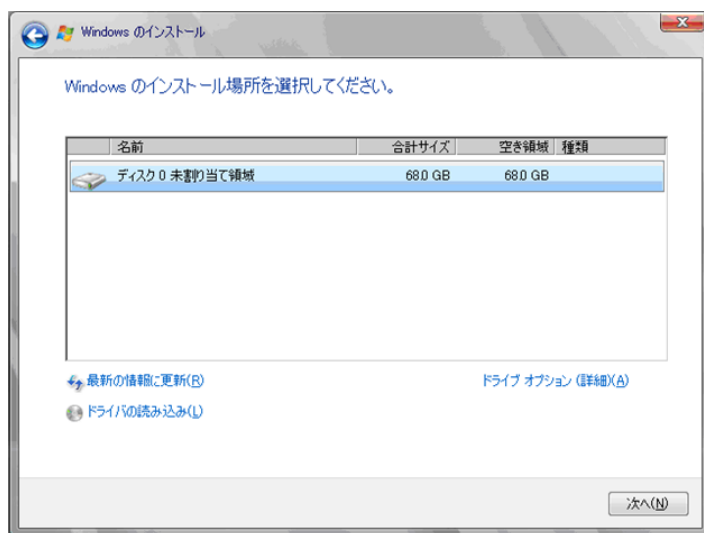 Windows のインストール
Windows のインストール場所を選択してください。
名前 合計サイズ 空き領域 種類
ディスク 0 未割り当て領域 68.0 GB 68.0 GB
最新の情報に更新(R) ドライブ オプション (詳細)(A)
ドライバの読み込み(L)
次へ(N)